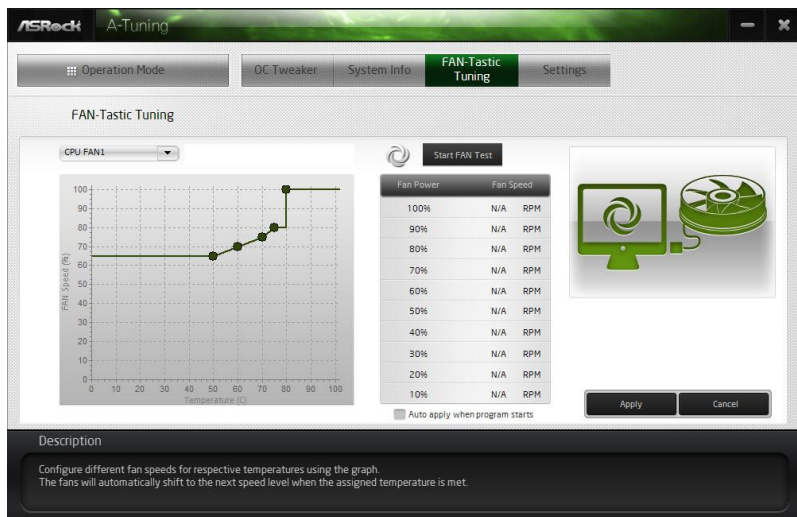 ASRock A-Tuning
Operation Mode
OC Tweaker
System Info
FAN-Tastic
Tuning
Settings
FAN-Tastic Tuning
CPU FAN1
FAN Speed (%)
100
90
80
70
60
50
40
30
20
10
0
0 10 20 30 40 50 60 70 80 90 100
Temperature (C)
Start FAN Test
Fan Power Fan Speed
100% N/A RPM
90% N/A RPM
80% N/A RPM
70% N/A RPM
60% N/A RPM
50% N/A RPM
40% N/A RPM
30% N/A RPM
20% N/A RPM
10% N/A RPM
Auto apply when program starts
Apply
Cancel
Description
Configure different fan speeds for respective temperatures using the graph.
The fans will automatically shift to the next speed level when the assigned temperature is met.